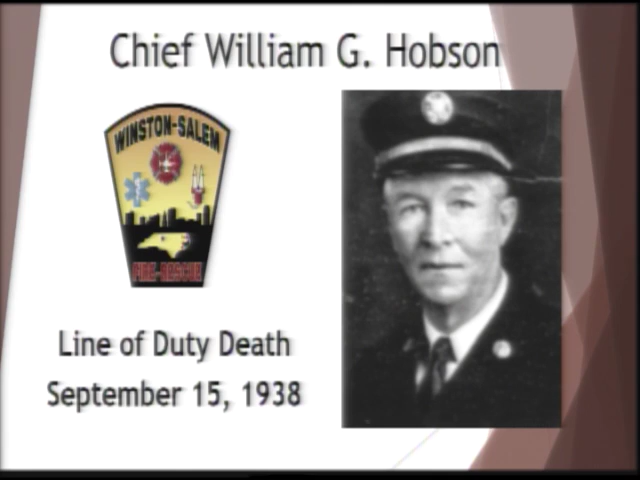 Chief William G. Hobson
WINSTON-SALEM
FIRE-RESCUE
Line of Duty Death
September 15, 1938